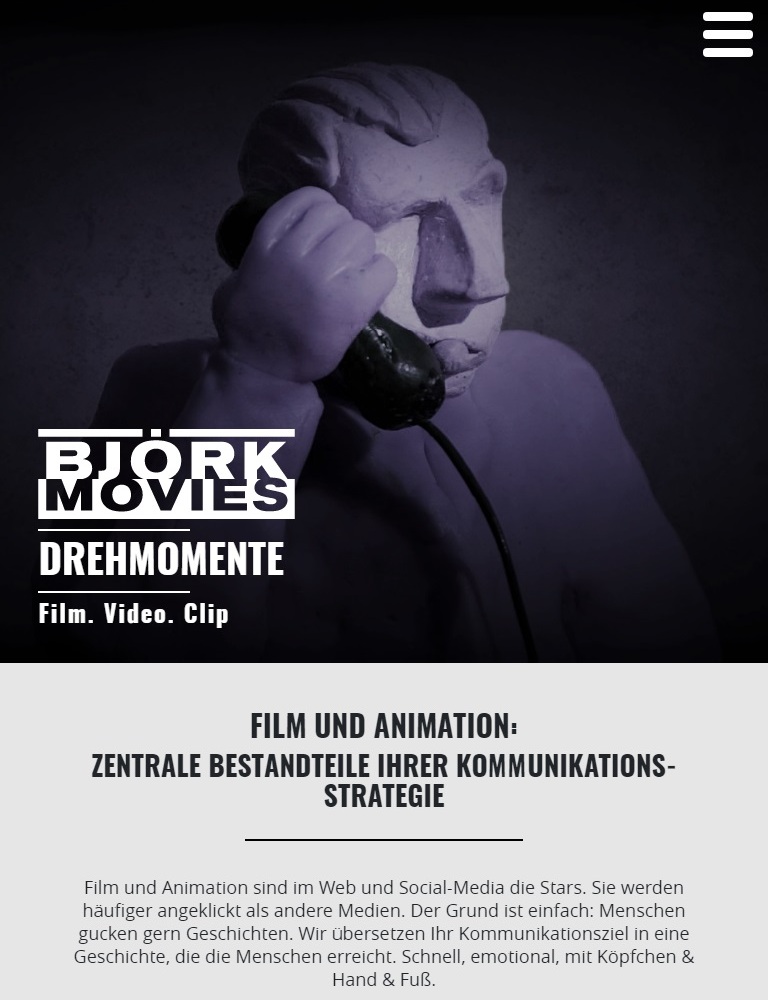 BJÖRK
MOVIES
DREHMOMENTE
Film. Video. Clip
FILM UND ANIMATION:
ZENTRALE BESTANDTEILE IHRER KOMMUNIKATIONS-
STRATEGIE
Film und Animation sind im Web und Social-Media die Stars. Sie werden
häufiger angeklickt als andere Medien. Der Grund ist einfach: Menschen
gucken gern Geschichten. Wir übersetzen Ihr Kommunikationsziel in eine
Geschichte, die die Menschen erreicht. Schnell, emotional, mit Köpfchen &
Hand & Fuß.